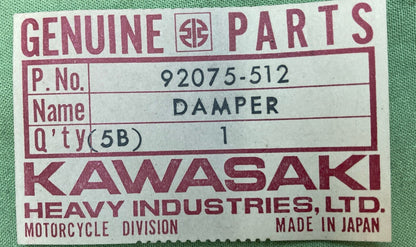 GENUINE PARTS
P. No. 92075-512
Name DAMPER
Q'ty (5B) 1
KAWASAKI
HEAVY INDUSTRIES, LTD.
MOTORCYCLE DIVISION MADE IN JAPAN